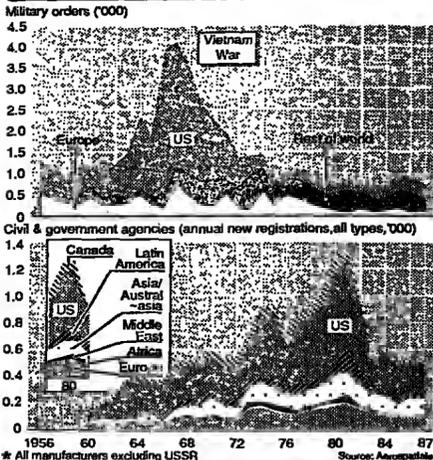 Military orders ('000)
4.5
4.0
3.5
3.0
2.5
2.0
1.5
1.0
0.5
0
Vietnam
War
Europe
US
Rest of world
Civil & government agencies (annual new registrations, all types, '000)
1.4
1.2
1.0
0.8
0.6
0.4
0.2
0
Canada
Latin
America
US
Asia/
Austral
~asia
Middle
East
Africa
Europe
80
US
1956 60 64 68 72 76 80 84 87
* All manufacturers excluding USSR
Source: Aerospatiale